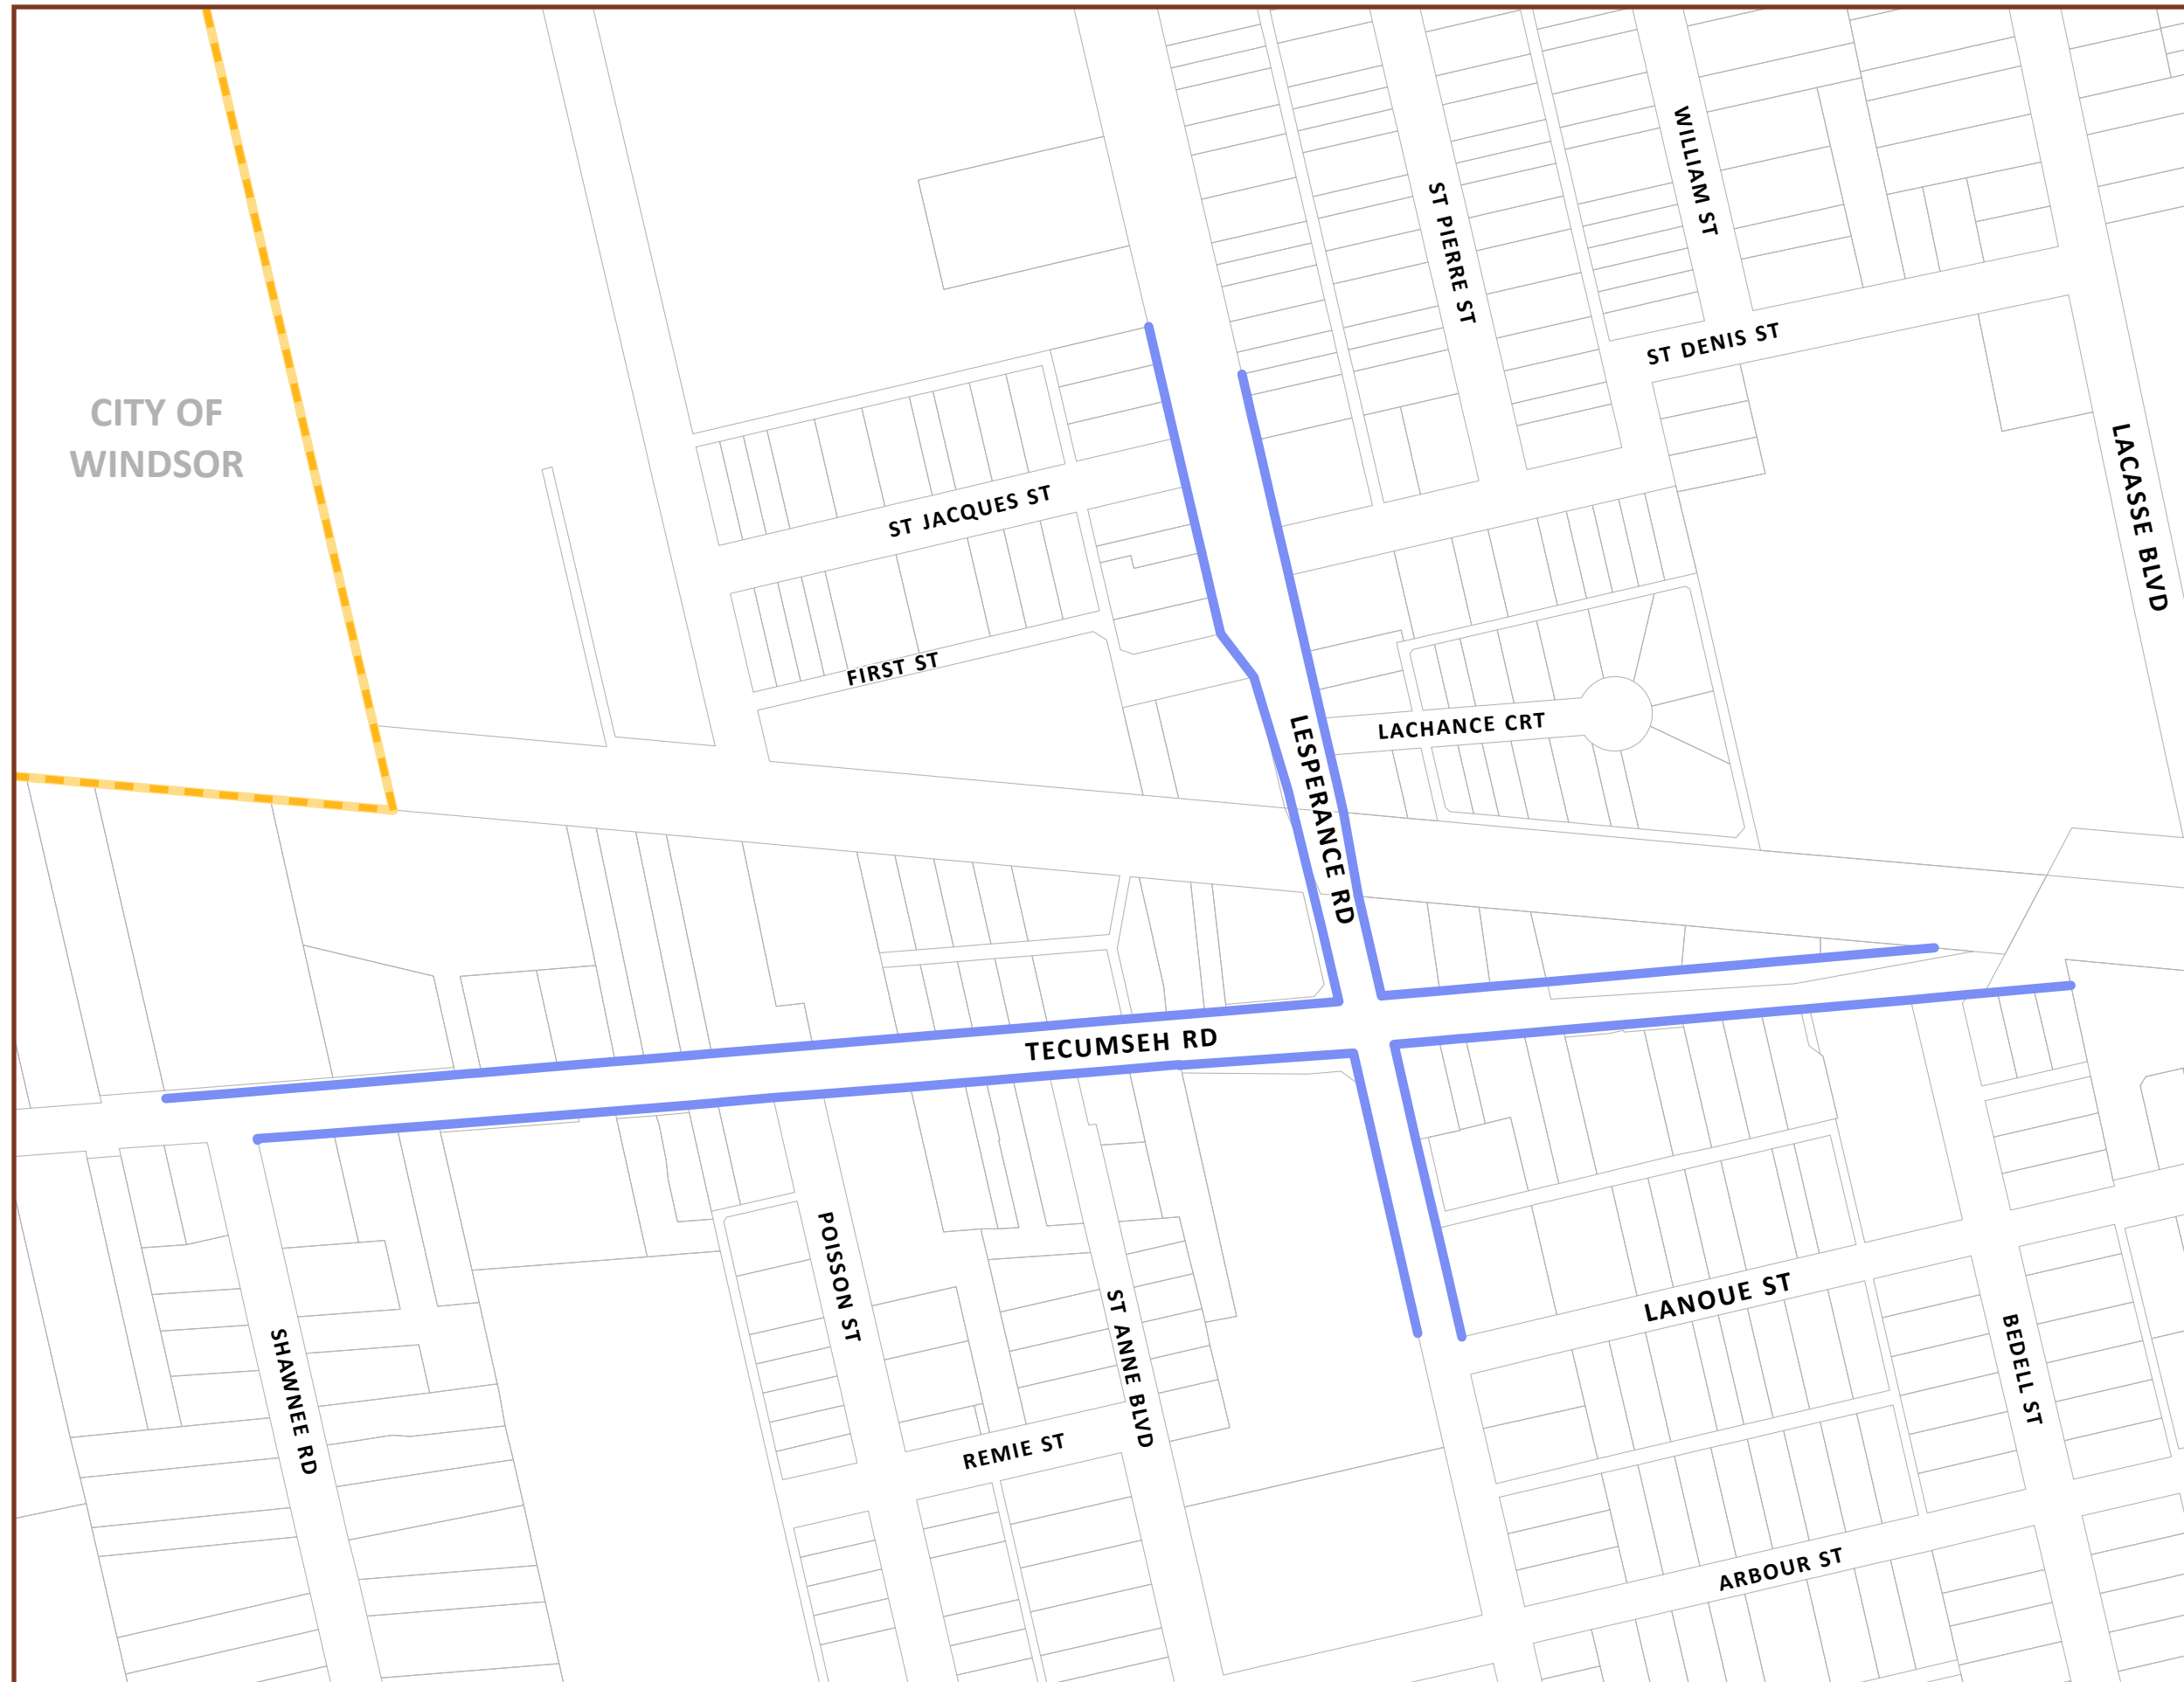 WILLIAM ST
ST PIERRE ST
ST DENIS ST
CITY OF
WINDSOR
LACASSE BLVD
ST JACQUES ST
FIRST ST
LACHANCE CRT
LESPERANCE RD
TECUMSEH RD
POISSON ST
LANOUE ST
ST ANNE BLVD
SHAWNEE RD
BEDELL ST
REMIE ST
ARBOUR ST